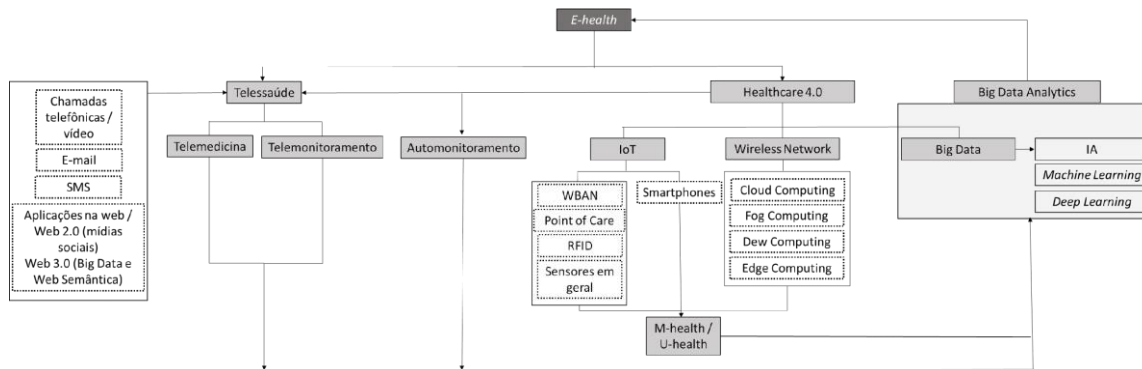 E-health
Telessaúde
Healthcare 4.0
Big Data Analytics
Chamadas
telefônicas /
vídeo
E-mail
SMS
Aplicações na web /
Web 2.0 (mídias
sociais)
Web 3.0 (Big Data e
Web Semântica)
Telemedicina
Telemonitoramento
Automonitoramento
IoT
Wireless Network
Big Data
IA
Machine Learning
Deep Learning
WBAN
Point of Care
RFID
Sensores em
geral
Smartphones
Cloud Computing
Fog Computing
Dew Computing
Edge Computing
M-health /
U-health